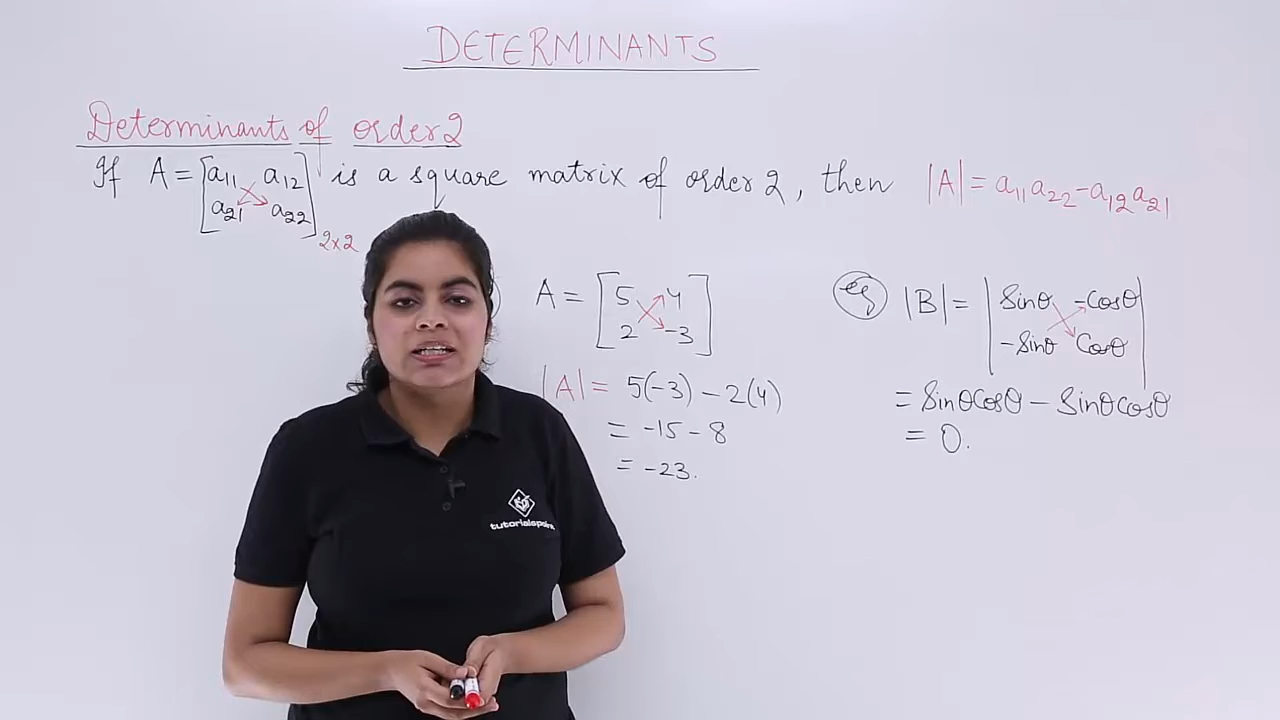 DETERMINANTS
Determinants of order 2
If A = [a₁₁ a₁₂
a₂₁ a₂₂]₂ₓ₂ is a square matrix of order 2, then |A| = a₁₁a₂₂-a₁₂a₂₁
A = [5 4
2 -3]
|A| = 5(-3) - 2(4)
= -15 - 8
= -23.
eg |B| = |Sinθ -Cosθ
-Sinθ Cosθ|
= SinθCosθ - SinθCosθ
= 0.
tutorialspoint